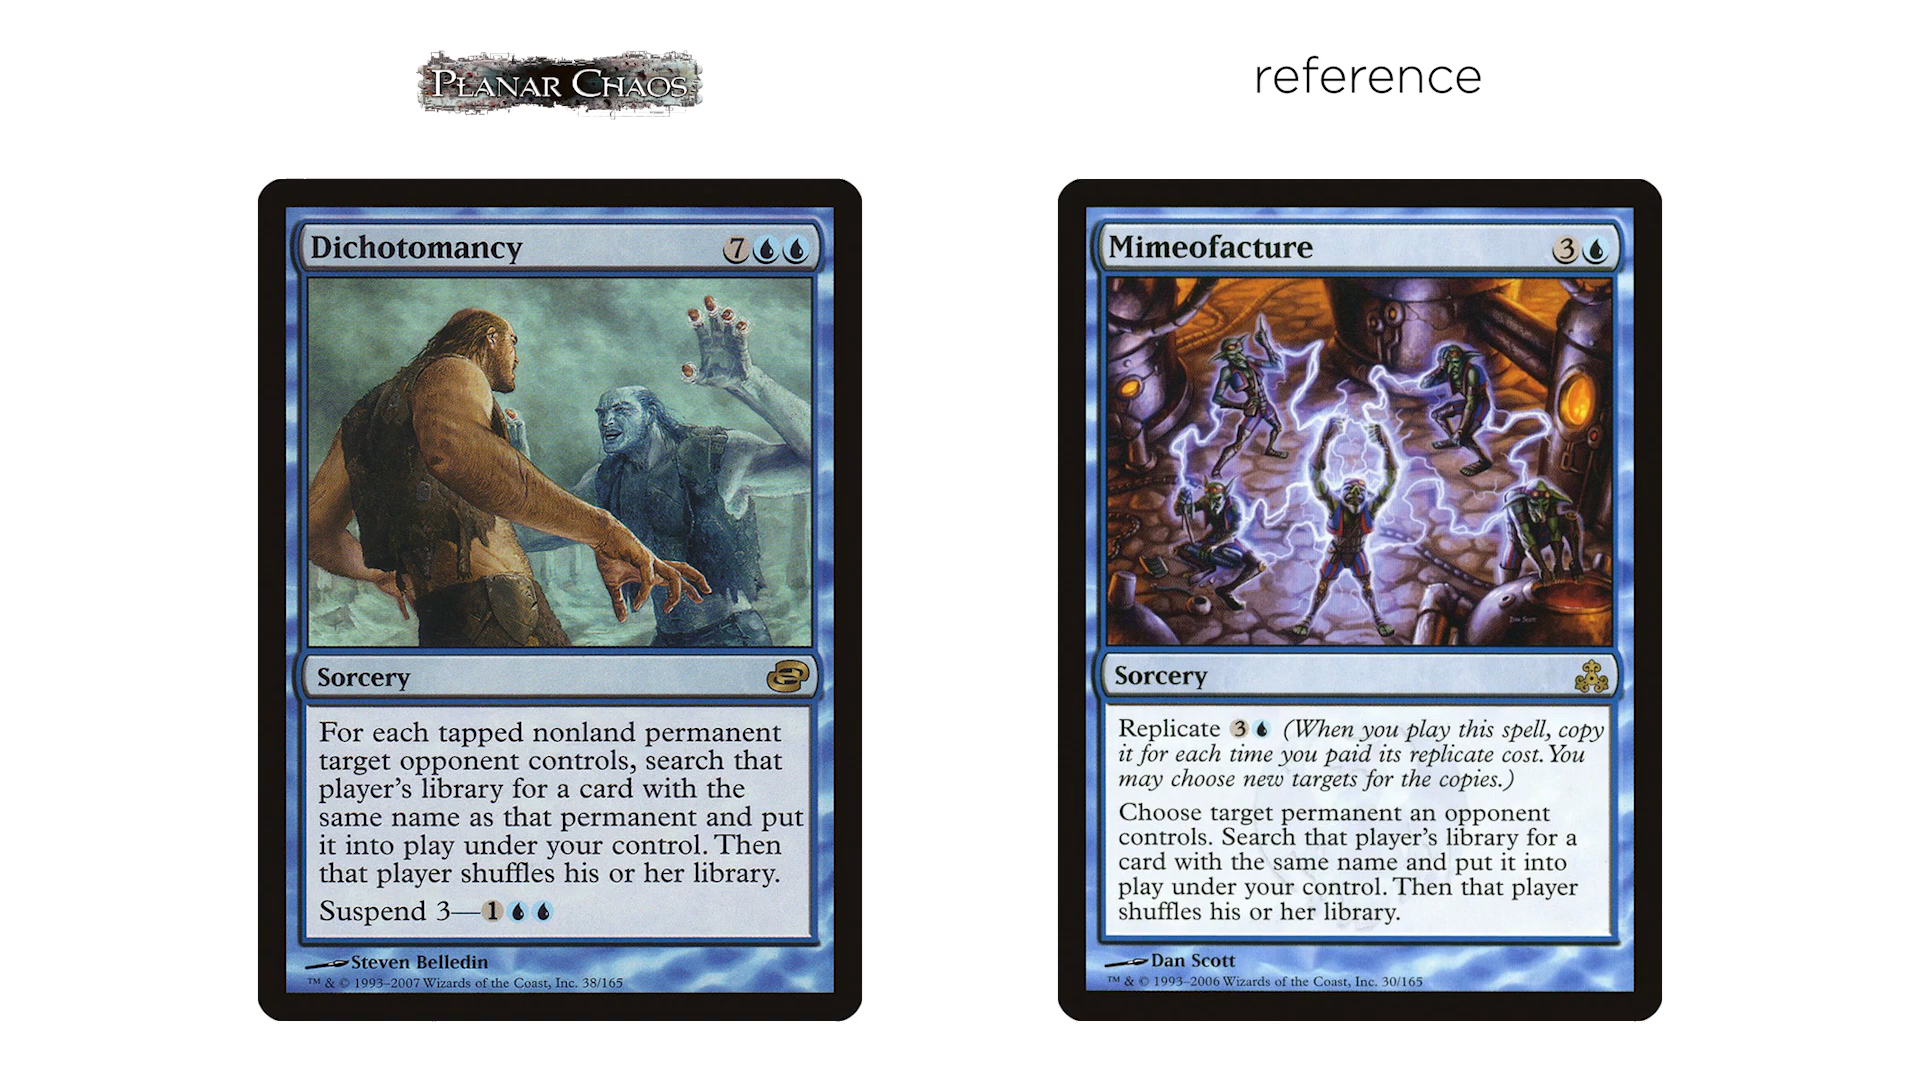 PLANAR CHAOS
reference
Dichotomancy 7
Sorcery
For each tapped nonland permanent
target opponent controls, search that
player's library for a card with the
same name as that permanent and put
it into play under your control. Then
that player shuffles his or her library.
Suspend 3—1
Steven Belledin
™ & © 1993–2007 Wizards of the Coast, Inc. 38/165
Mimeofacture 3
DAN SCOTT
Sorcery
Replicate 3 (When you play this spell, copy
it for each time you paid its replicate cost. You
may choose new targets for the copies.)
Choose target permanent an opponent
controls. Search that player's library for a
card with the same name and put it into
play under your control. Then that player
shuffles his or her library.
Dan Scott
™ & © 1993–2006 Wizards of the Coast, Inc. 30/165